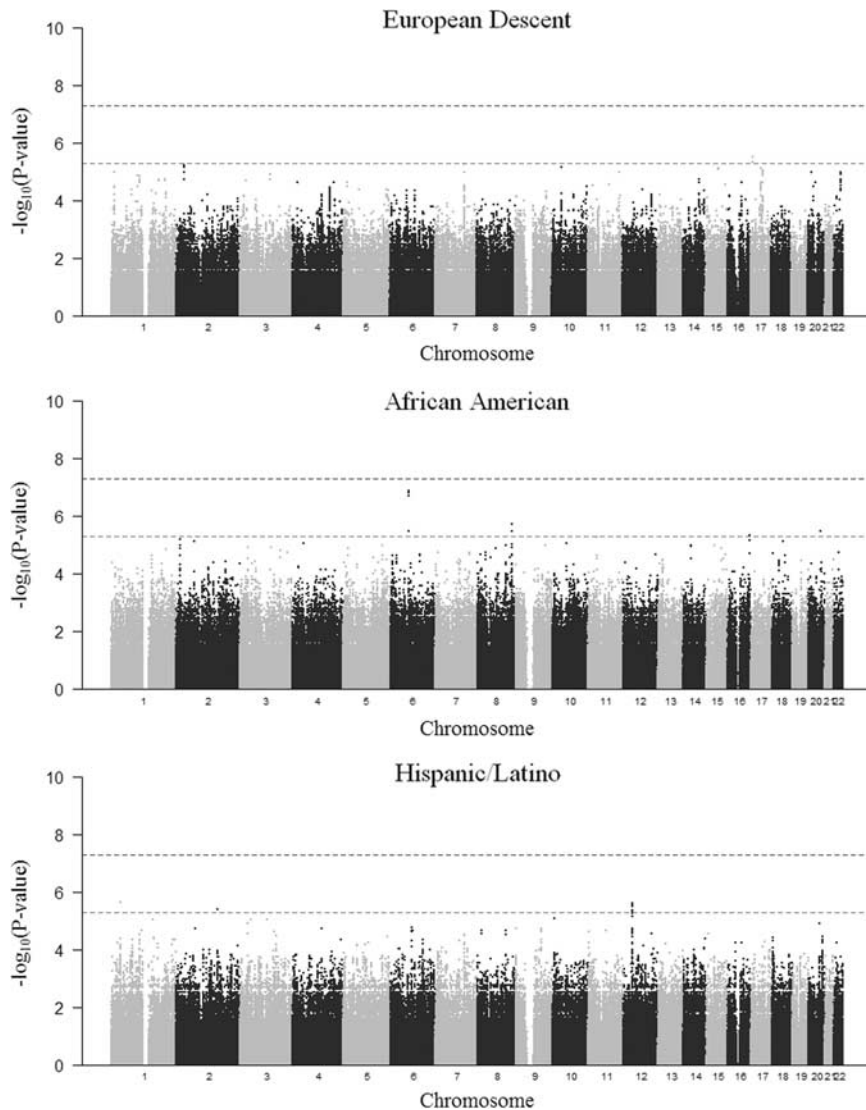 European Descent
10
8
6
4
2
0
-log10(P-value)
1 2 3 4 5 6 7 8 9 10 11 12 13 14 15 16 17 18 19 20 21 22
Chromosome
African American
10
8
6
4
2
0
-log10(P-value)
1 2 3 4 5 6 7 8 9 10 11 12 13 14 15 16 17 18 19 20 21 22
Chromosome
Hispanic/Latino
10
8
6
4
2
0
-log10(P-value)
1 2 3 4 5 6 7 8 9 10 11 12 13 14 15 16 17 18 19 20 21 22
Chromosome